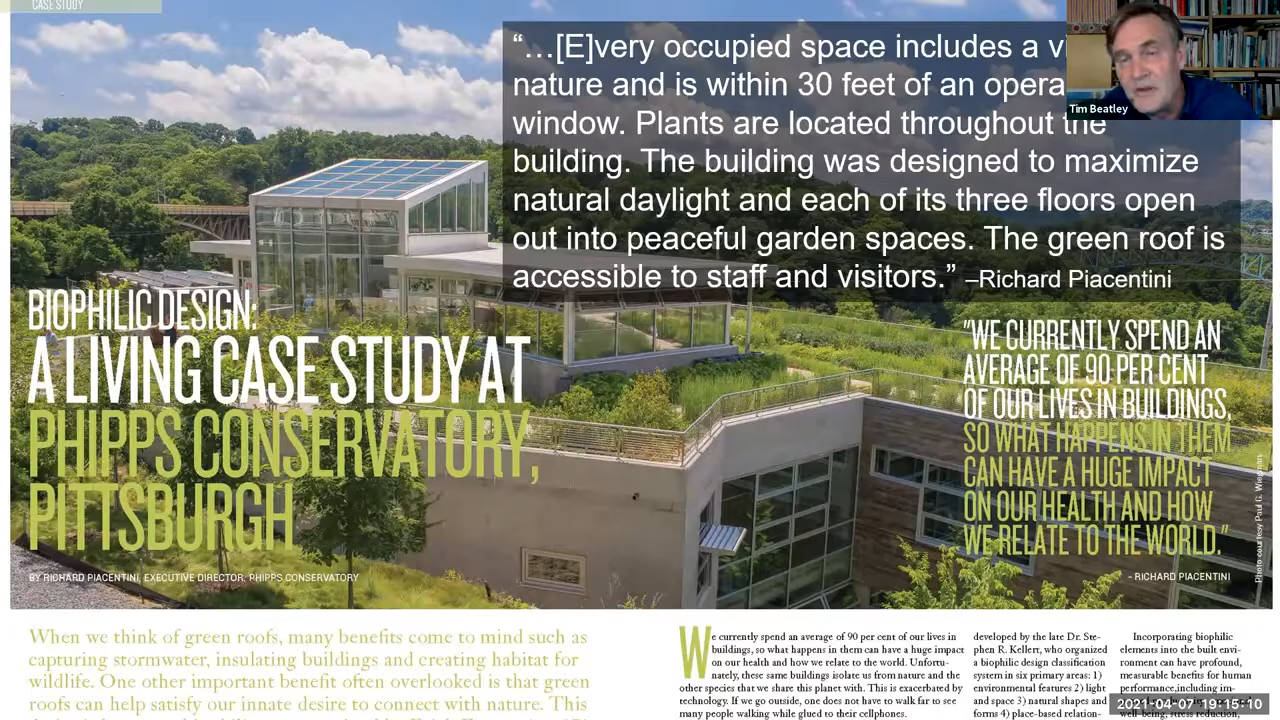 CASE STUDY
“…[E]very occupied space includes a
nature and is within 30 feet of an
window. Plants are located throughout the
building. The building was designed to maximize
natural daylight and each of its three floors open
out into peaceful garden spaces. The green roof is
accessible to staff and visitors.” –Richard Piacentini
Tim Beatley
BIOPHILIC DESIGN:
A LIVING CASE STUDY AT
PHIPPS CONSERVATORY,
PITTSBURGH
BY RICHARD PIACENTINI, EXECUTIVE DIRECTOR, PHIPPS CONSERVATORY
"WE CURRENTLY SPEND AN
AVERAGE OF 90 PER CENT
OF OUR LIVES IN BUILDINGS,
SO WHAT HAPPENS IN THEM
CAN HAVE A HUGE IMPACT
ON OUR HEALTH AND HOW
WE RELATE TO THE WORLD."
– RICHARD PIACENTINI
Photo courtesy Paul G. Wiegman
When we think of green roofs, many benefits come to mind such as
capturing stormwater, insulating buildings and creating habitat for
wildlife. One other important benefit often overlooked is that green
roofs can help satisfy our innate desire to connect with nature. This
We currently spend an average of 90 per cent of our lives in
buildings, so what happens in them can have a huge impact
on our health and how we relate to the world. Unfortu-
nately, these same buildings isolate us from nature and the
other species that we share this planet with. This is exacerbated by
technology. If we go outside, one does not have to walk far to see
many people walking while glued to their cellphones.
developed by the late Dr. Ste-
phen R. Kellert, who organized
a biophilic design classification
system in six primary areas: 1)
environmental features 2) light
and space 3) natural shapes and
forms 4) place-based relation-
Incorporating biophilic
elements into the built envi-
ronment can have profound,
measurable benefits for human
performance, including im-
well-being, stress reduction,
2021-04-07 19:15:10